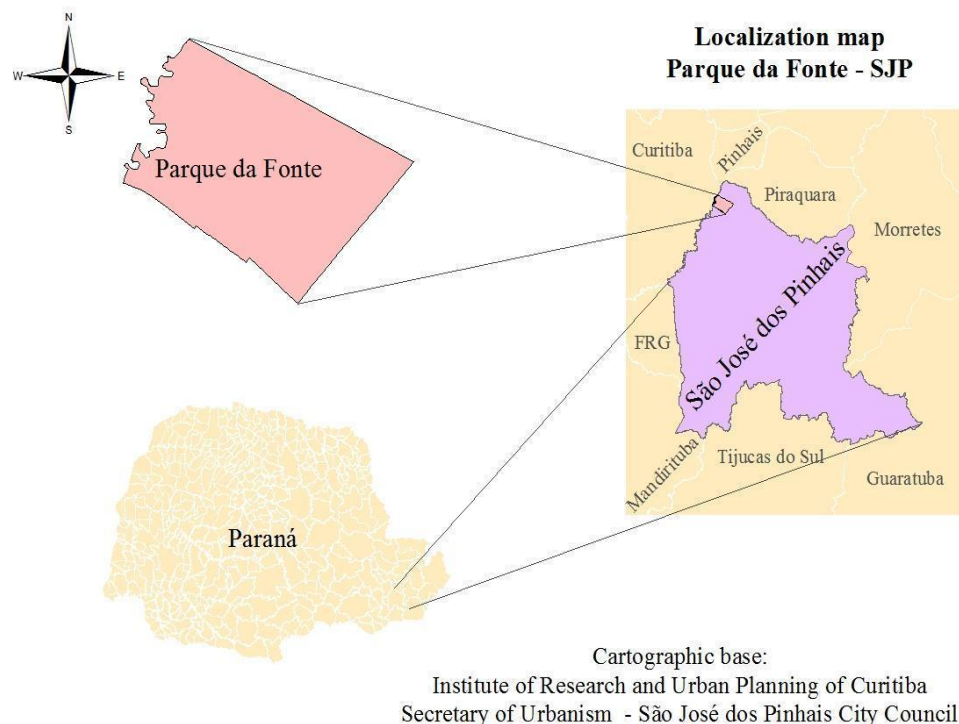 Localization map
Parque da Fonte - SJP
N
W
E
S
Parque da Fonte
Curitiba
Pinhais
Piraquara
Morretes
São José dos Pinhais
FRG
Mandirituba
Tijucas do Sul
Guaratuba
Paraná
Cartographic base:
Institute of Research and Urban Planning of Curitiba
Secretary of Urbanism - São José dos Pinhais City Council